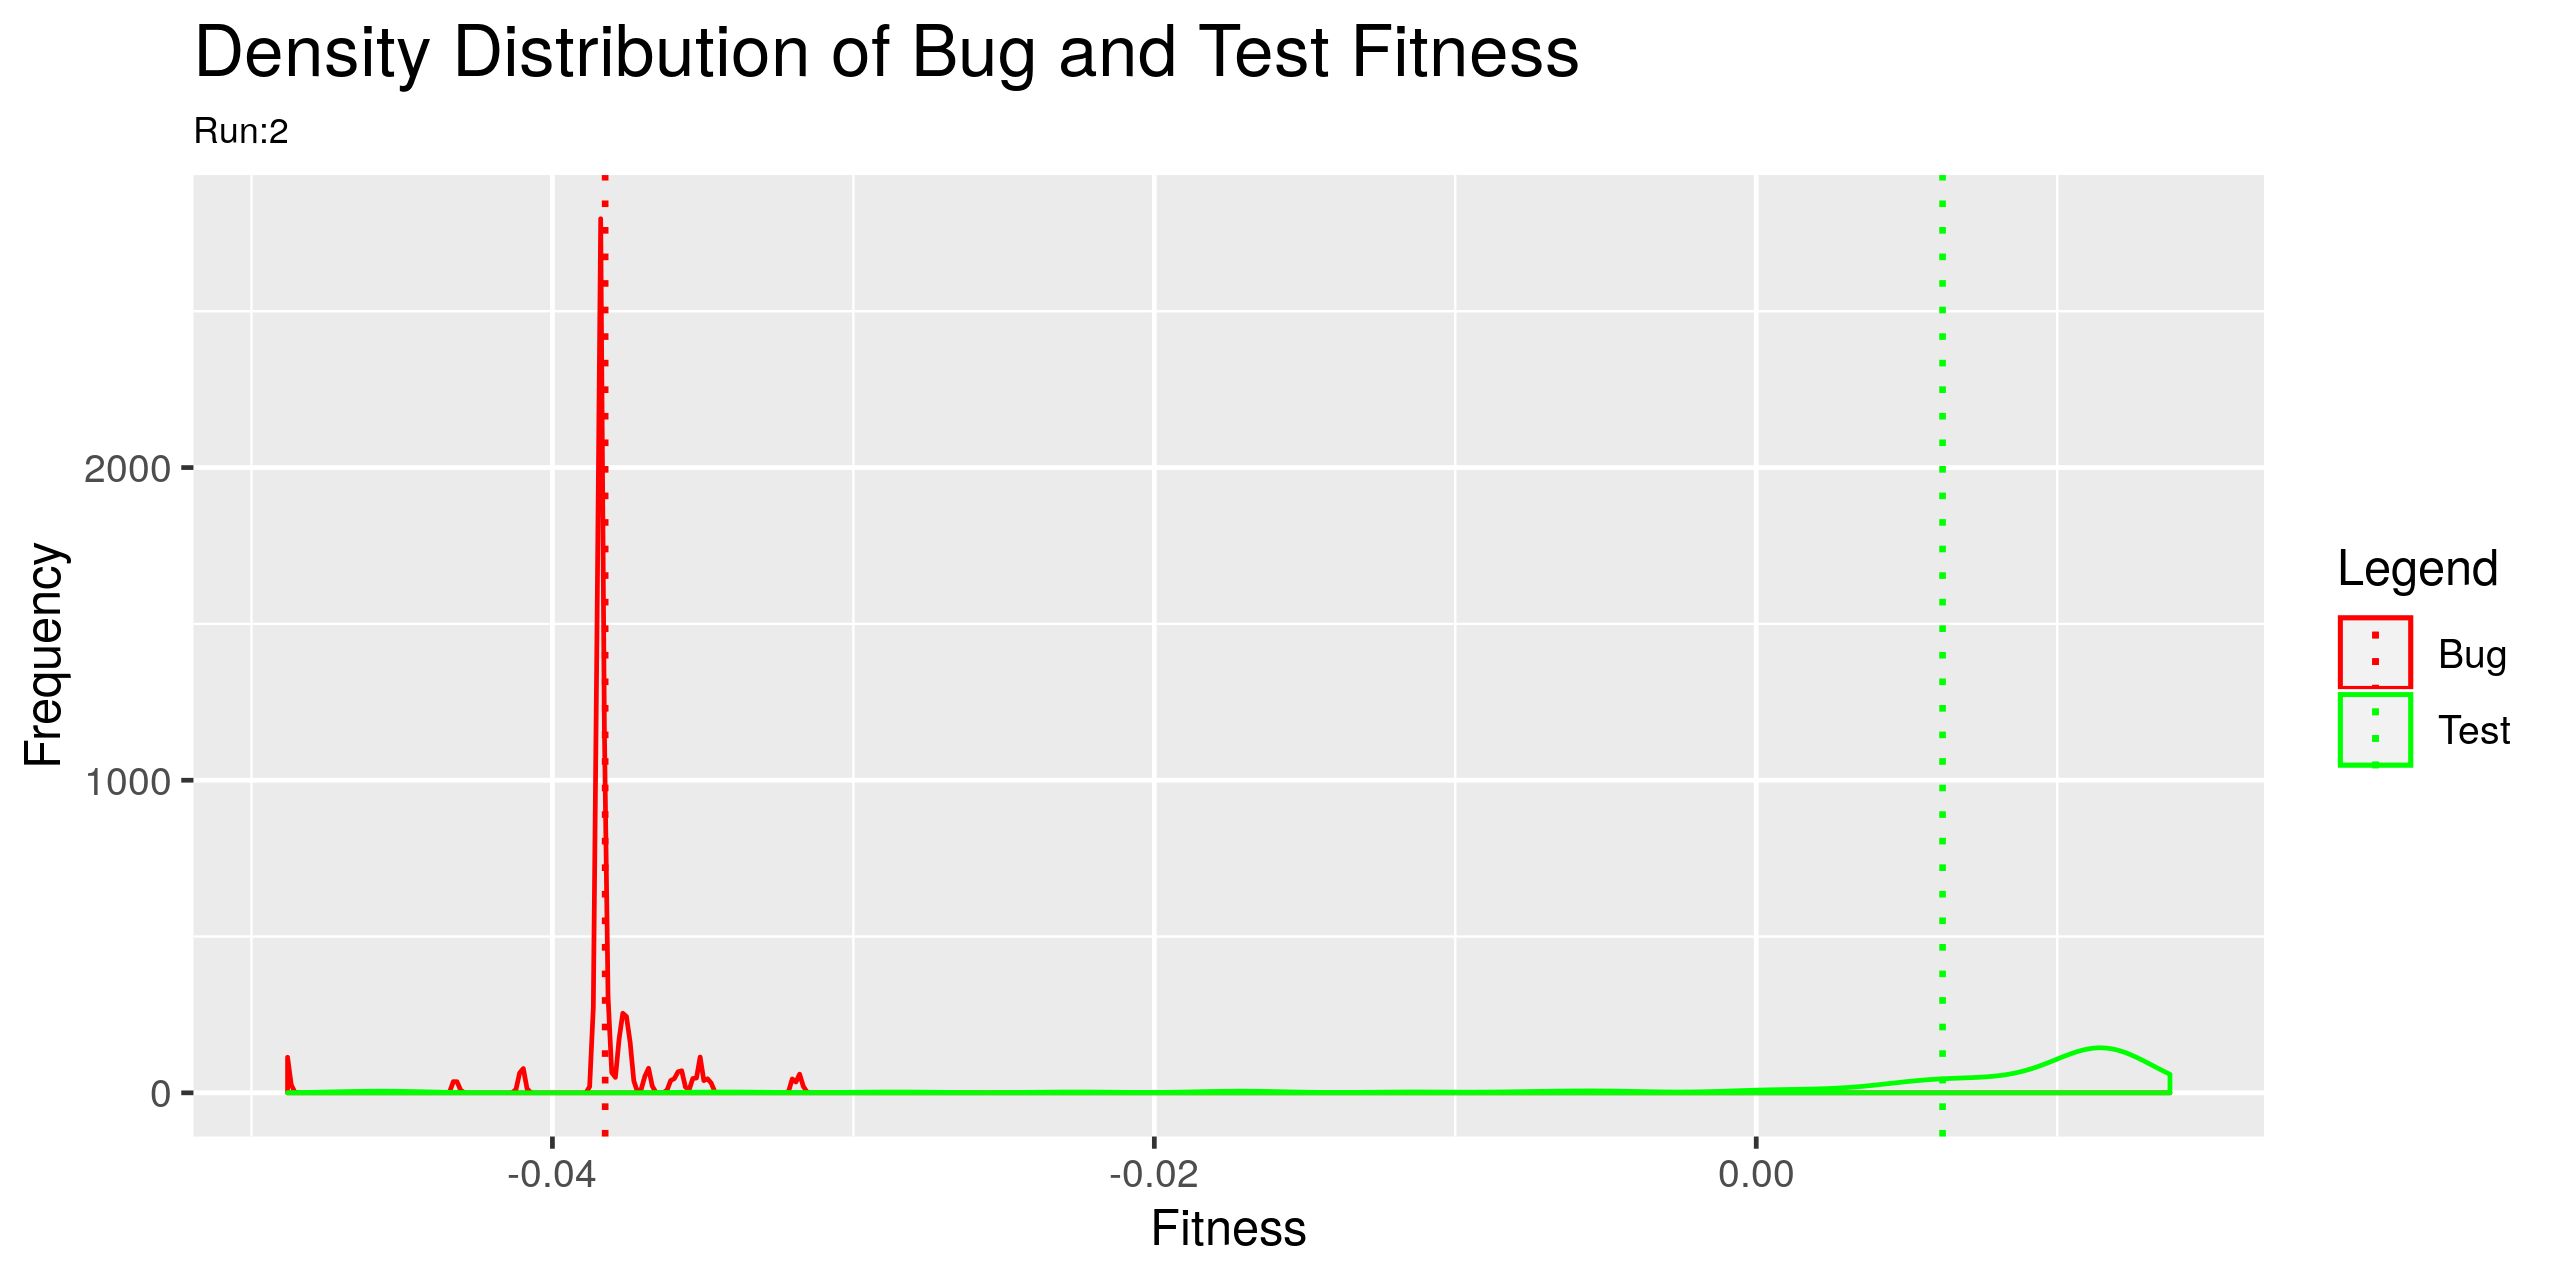 Density Distribution of Bug and Test Fitness
Run:2
Frequency
2000
1000
0
-0.04
-0.02
0.00
Fitness
Legend
Bug
Test